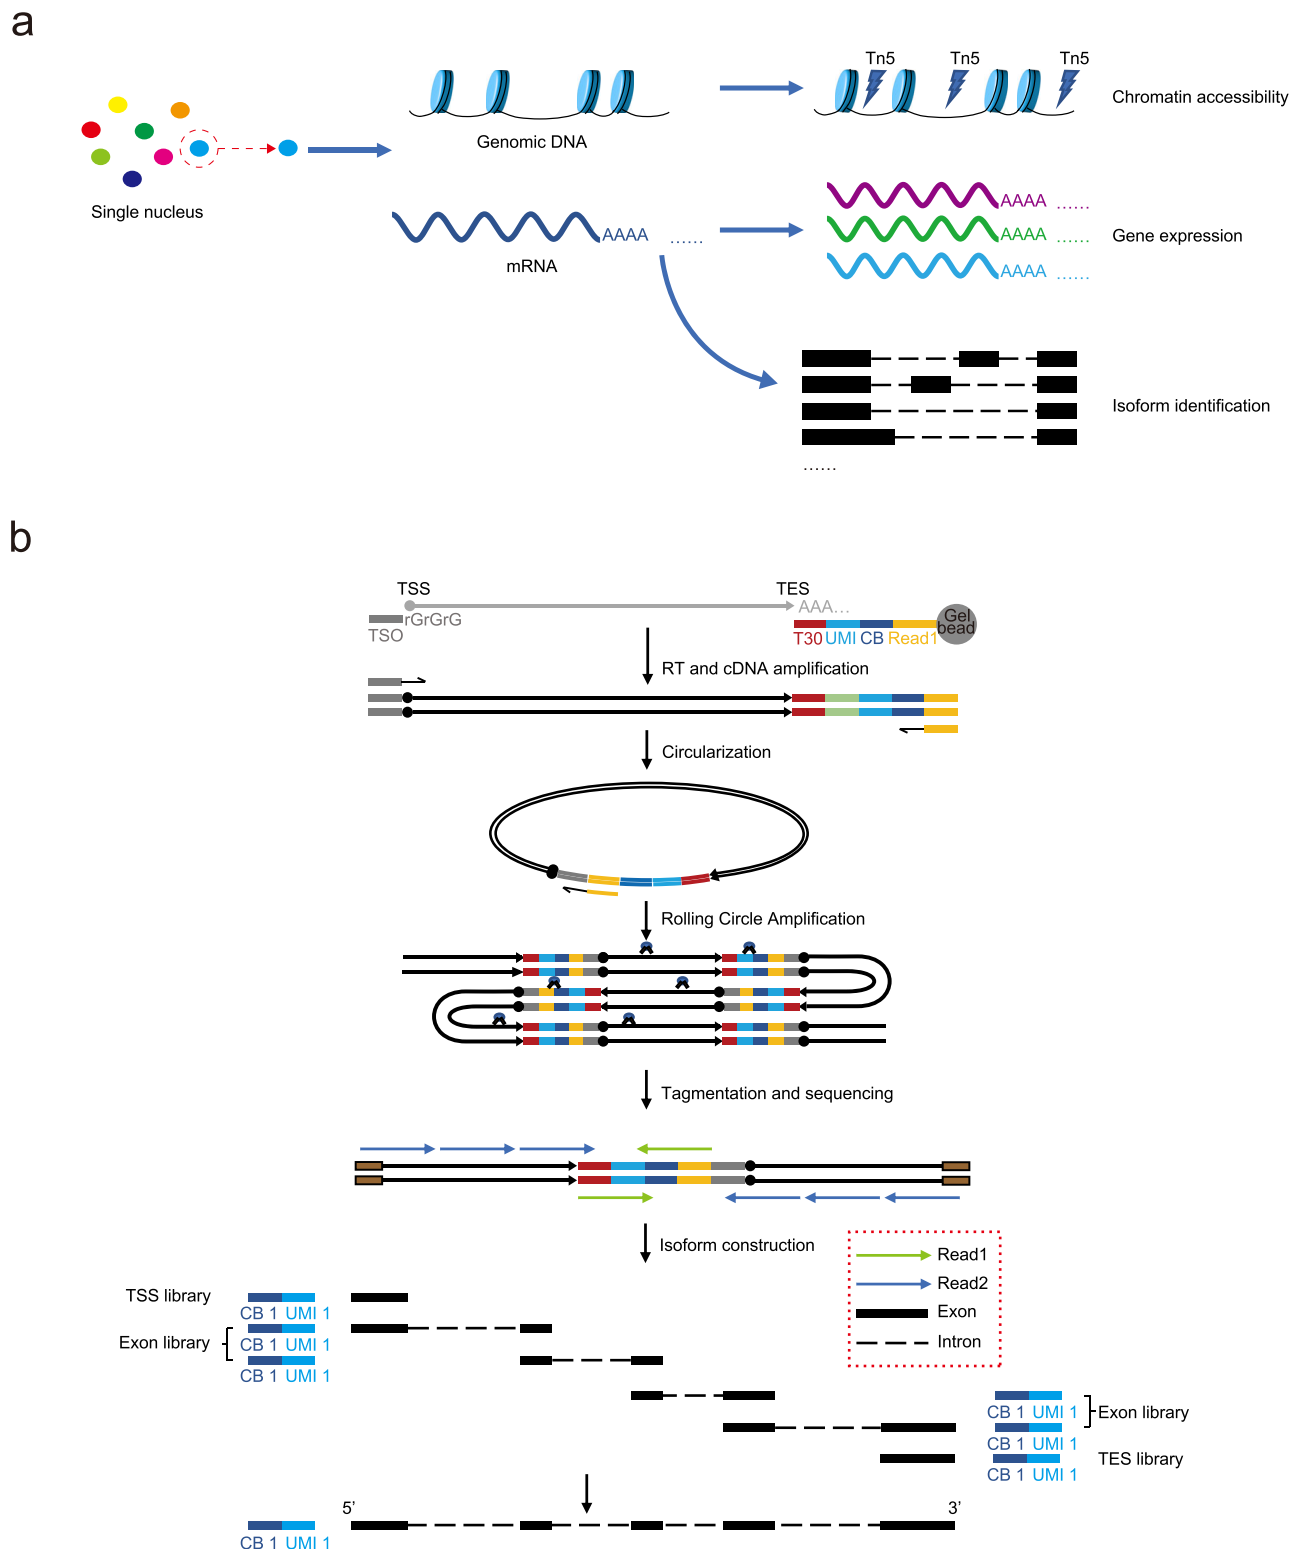 a
Tn5 Tn5 Tn5
Chromatin accessibility
Genomic DNA
Single nucleus
AAAA ......
AAAA ......
AAAA ......
AAAA ......
Gene expression
mRNA
Isoform identification
......
b
TSS TES
AAA...
rGrGrG
TSO
Gel
bead
T30 UMI CB Read1
RT and cDNA amplification
Circularization
Rolling Circle Amplification
Tagmentation and sequencing
Isoform construction
Read1
Read2
Exon
Intron
TSS library
CB 1 UMI 1
Exon library
CB 1 UMI 1
CB 1 UMI 1
CB 1 UMI 1
Exon library
CB 1 UMI 1
TES library
CB 1 UMI 1
5’ 3’
CB 1 UMI 1